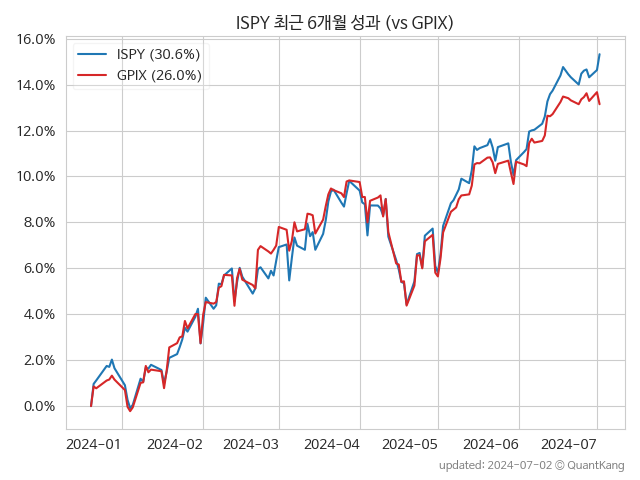 ISPY 최근 6개월 성과 (vs GPIX)
16.0%
14.0%
12.0%
10.0%
8.0%
6.0%
4.0%
2.0%
0.0%
ISPY (30.6%)
GPIX (26.0%)
2024-01 2024-02 2024-03 2024-04 2024-05 2024-06 2024-07
updated: 2024-07-02 © QuantKang